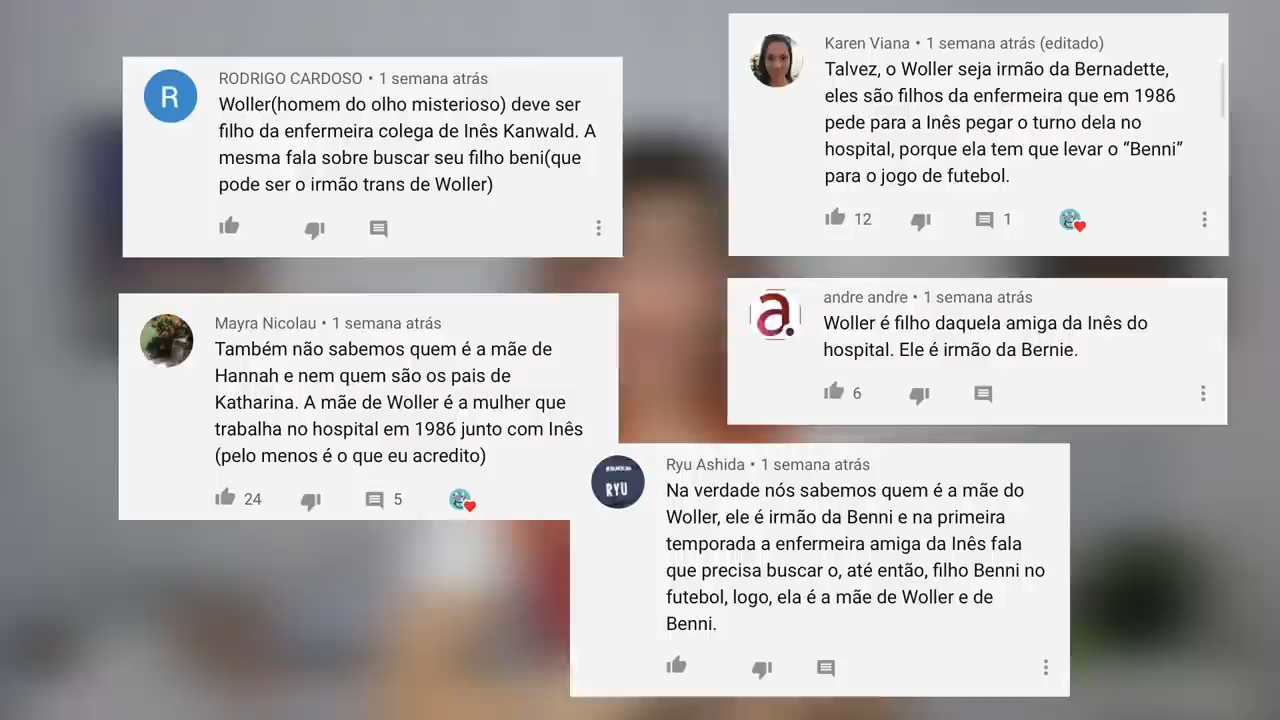 R
RODRIGO CARDOSO • 1 semana atrás
Woller(homem do olho misterioso) deve ser
filho da enfermeira colega de Inês Kanwald. A
mesma fala sobre buscar seu filho beni(que
pode ser o irmão trans de Woller)
Karen Viana • 1 semana atrás (editado)
Talvez, o Woller seja irmão da Bernadette,
eles são filhos da enfermeira que em 1986
pede para a Inês pegar o turno dela no
hospital, porque ela tem que levar o “Benni”
para o jogo de futebol.
12
1
Mayra Nicolau • 1 semana atrás
Também não sabemos quem é a mãe de
Hannah e nem quem são os pais de
Katharina. A mãe de Woller é a mulher que
trabalha no hospital em 1986 junto com Inês
(pelo menos é o que eu acredito)
24
5
a.
andre andre • 1 semana atrás
Woller é filho daquela amiga da Inês do
hospital. Ele é irmão da Bernie.
6
RYU
Ryu Ashida • 1 semana atrás
Na verdade nós sabemos quem é a mãe do
Woller, ele é irmão da Benni e na primeira
temporada a enfermeira amiga da Inês fala
que precisa buscar o, até então, filho Benni no
futebol, logo, ela é a mãe de Woller e de
Benni.